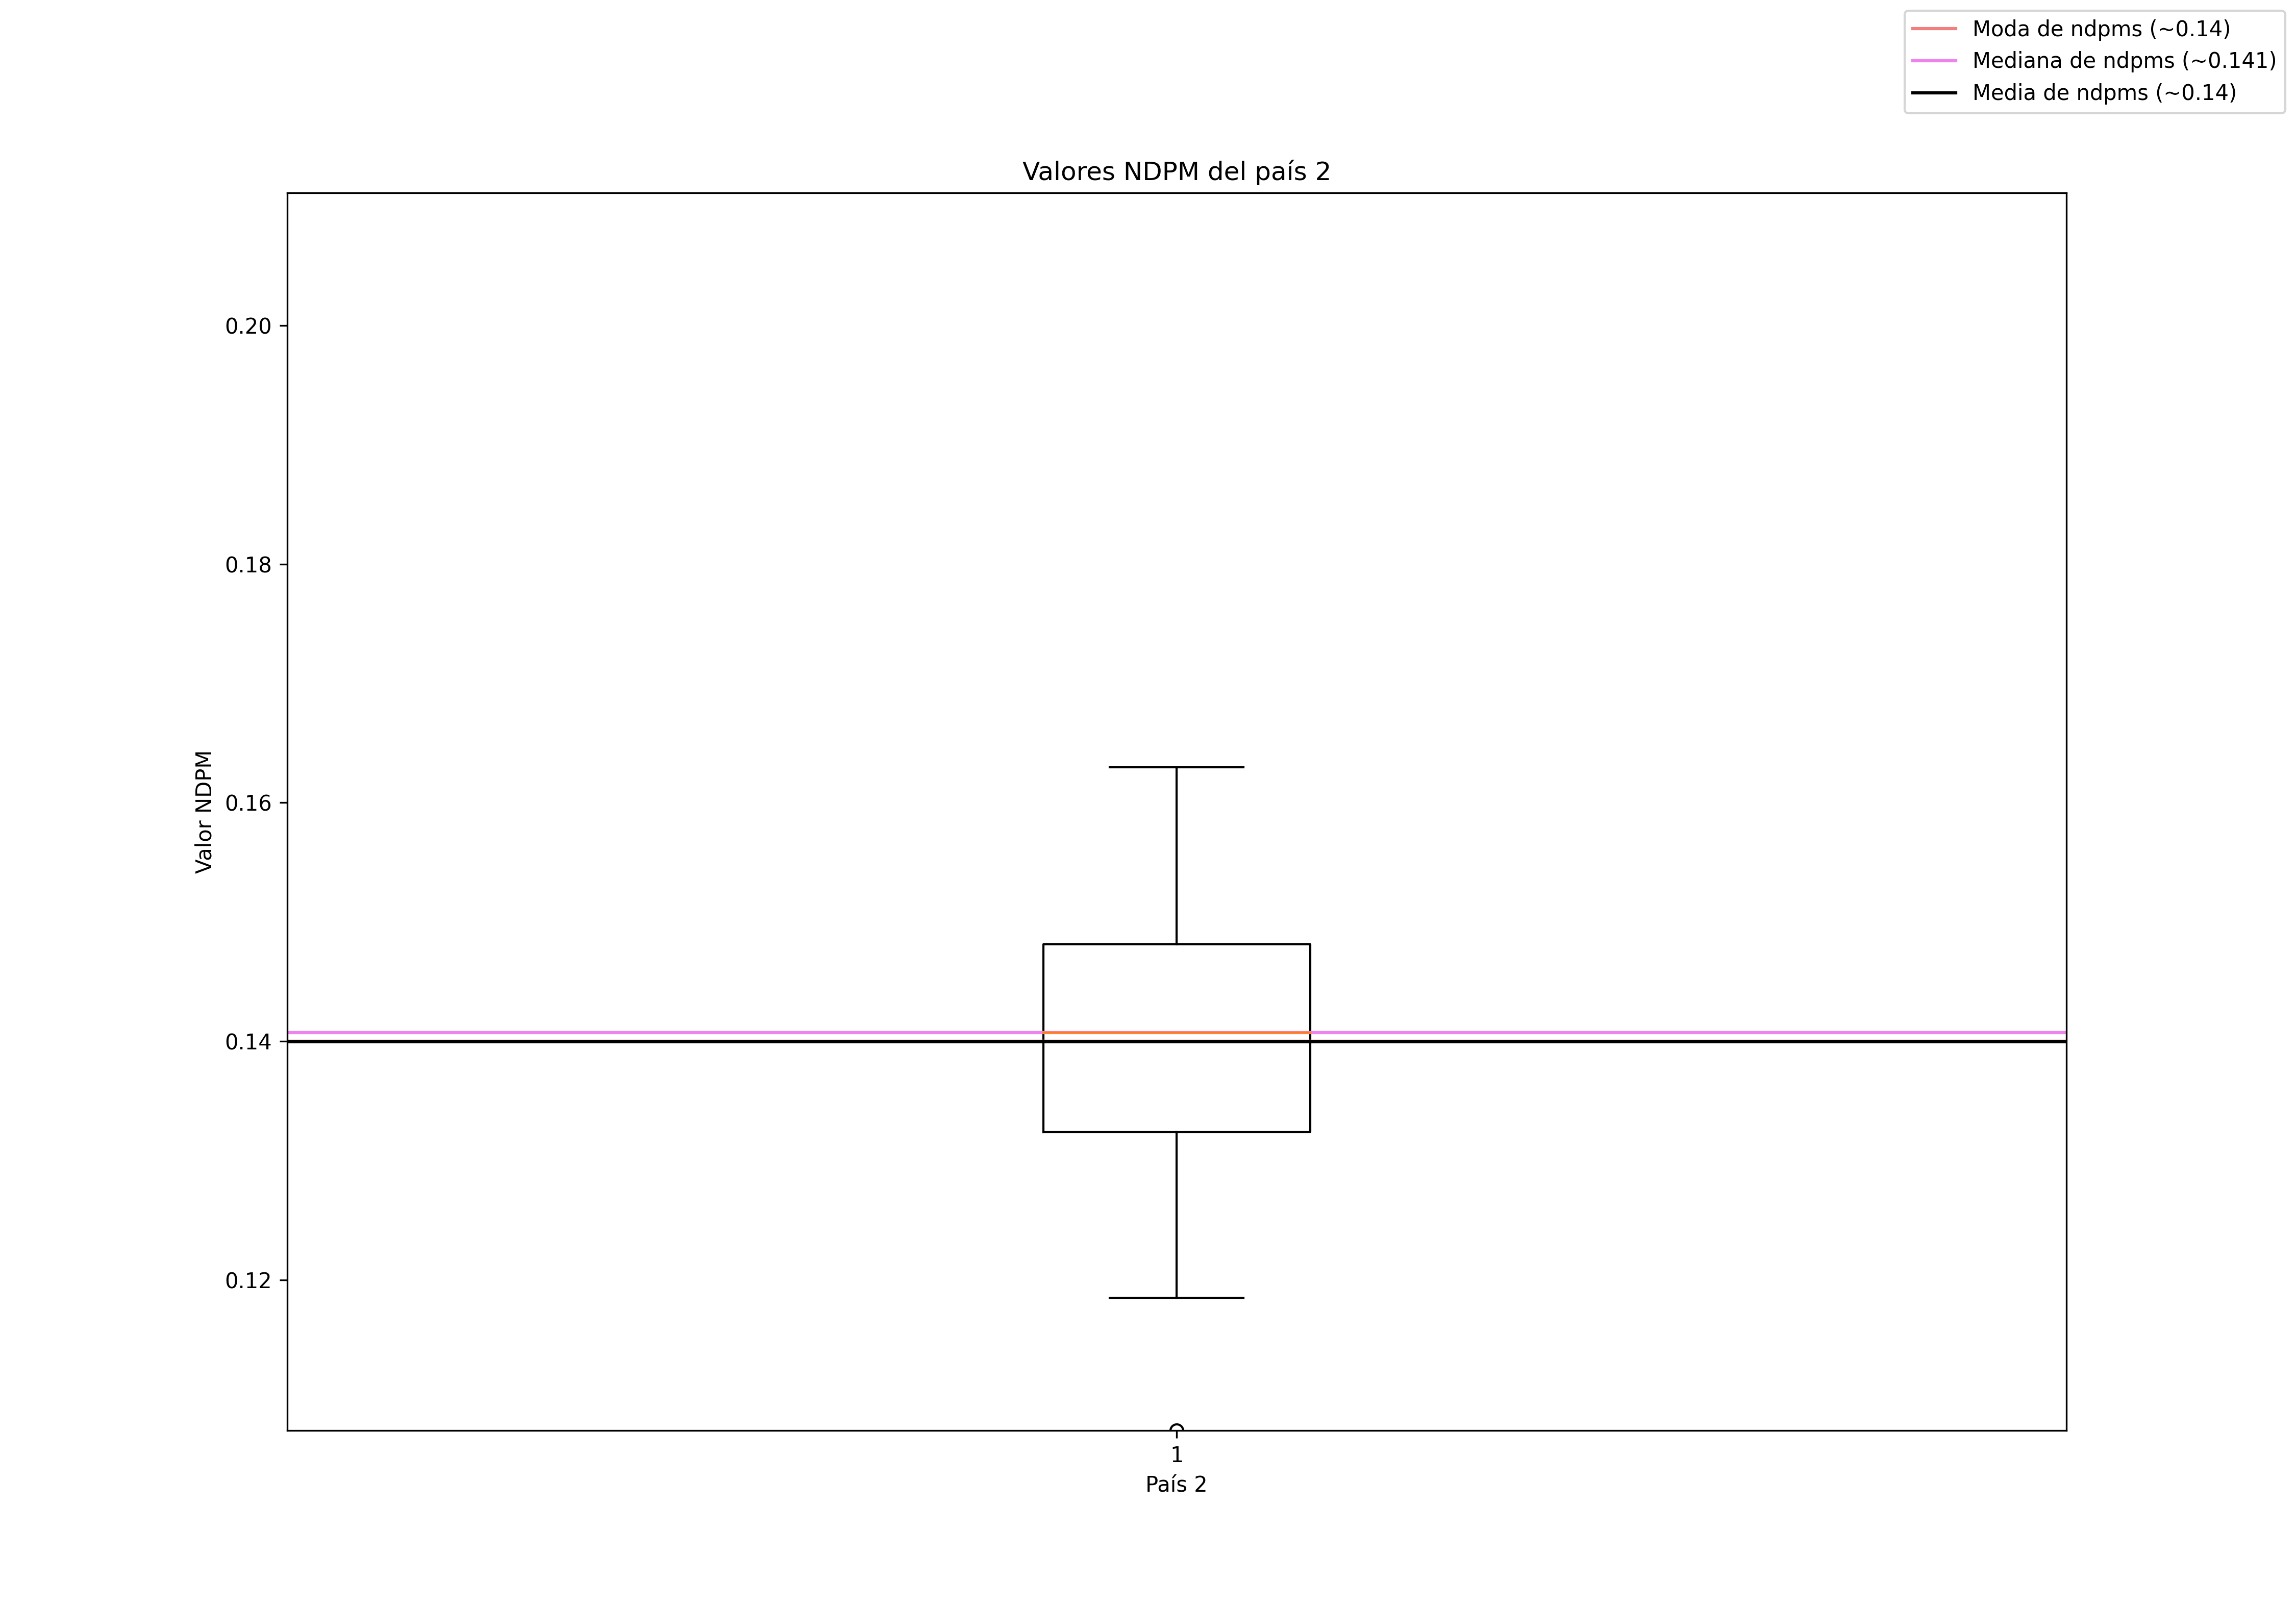 Moda de ndpms (~0.14)
Mediana de ndpms (~0.141)
Media de ndpms (~0.14)
Valores NDPM del país 2
0.20
0.18
0.16
0.14
0.12
Valor NDPM
1
País 2